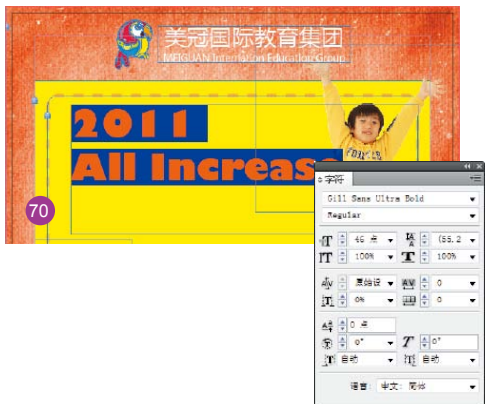 美冠国际教育集团
MEIGUAN Internation Education Group
2011
All Increase
70
字符
Gill Sans Ultra Bold
Regular
46 点
(55.2
100%
100%
原始设
0
0%
0
0 点
0°
0°
自动
自动
语言: 中文: 简体